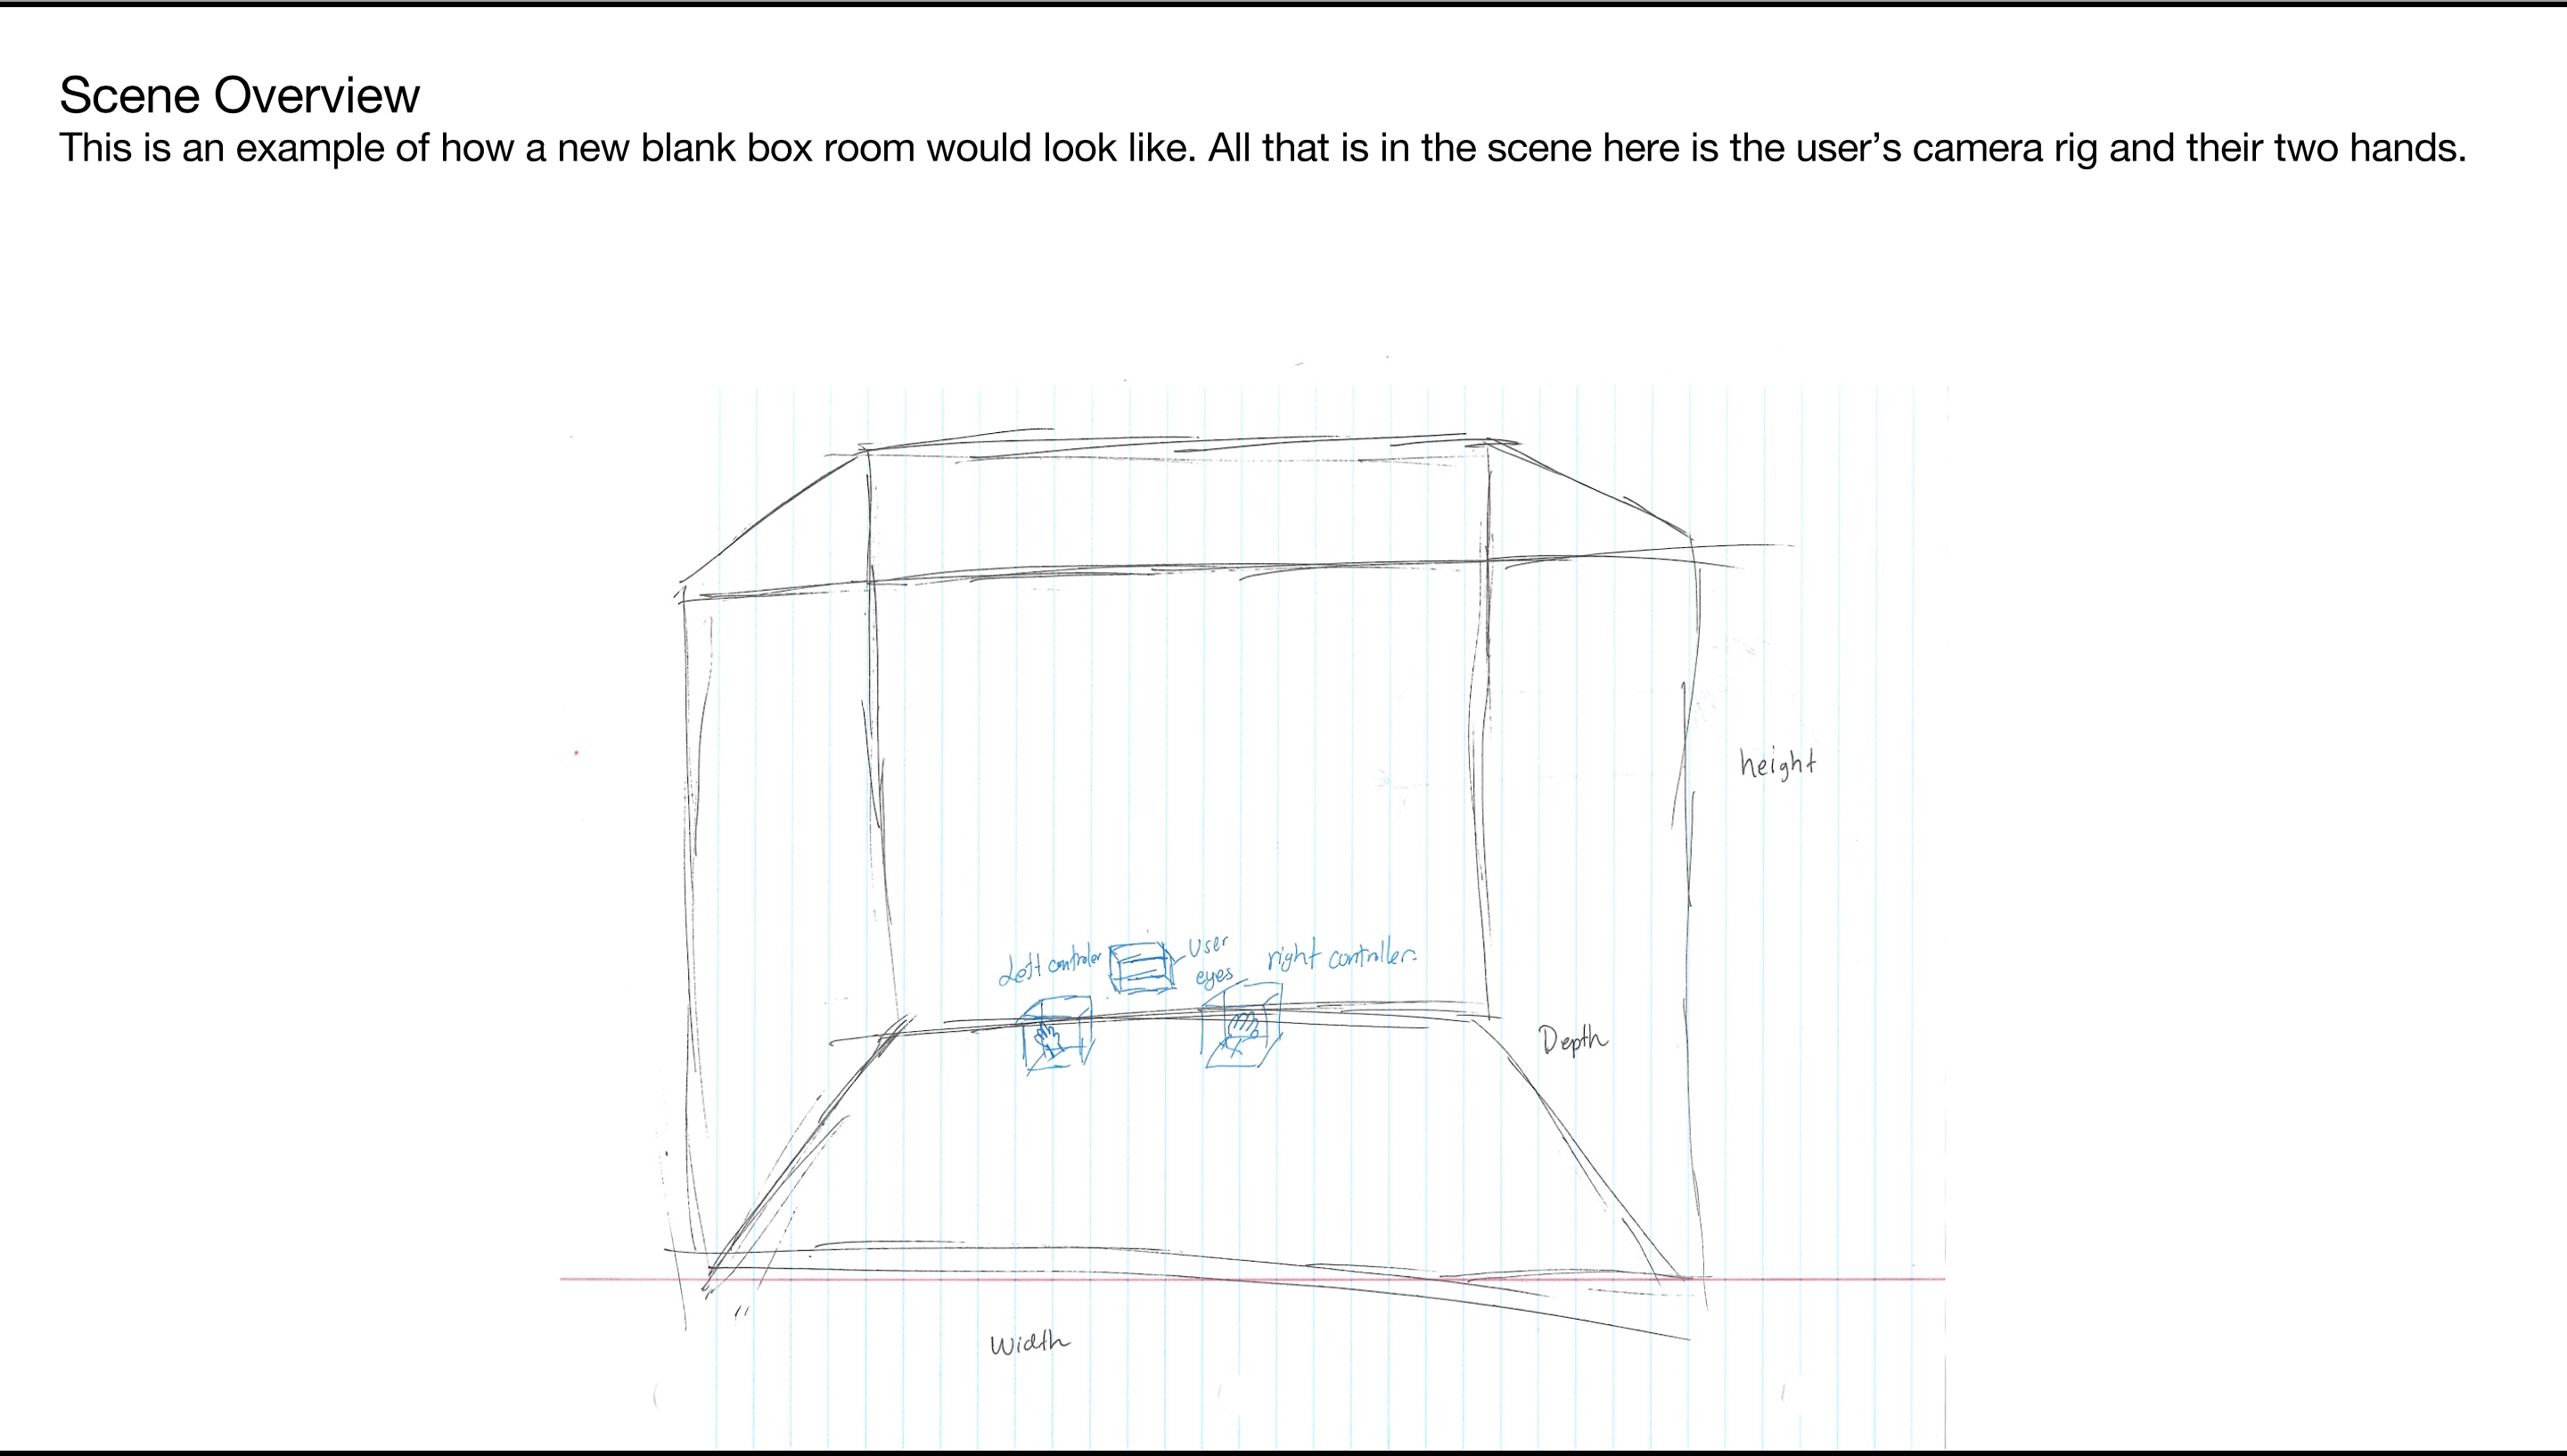 Scene Overview
This is an example of how a new blank box room would look like. All that is in the scene here is the user’s camera rig and their two hands.
height
Left controler
User
eyes
right controller
Depth
Width